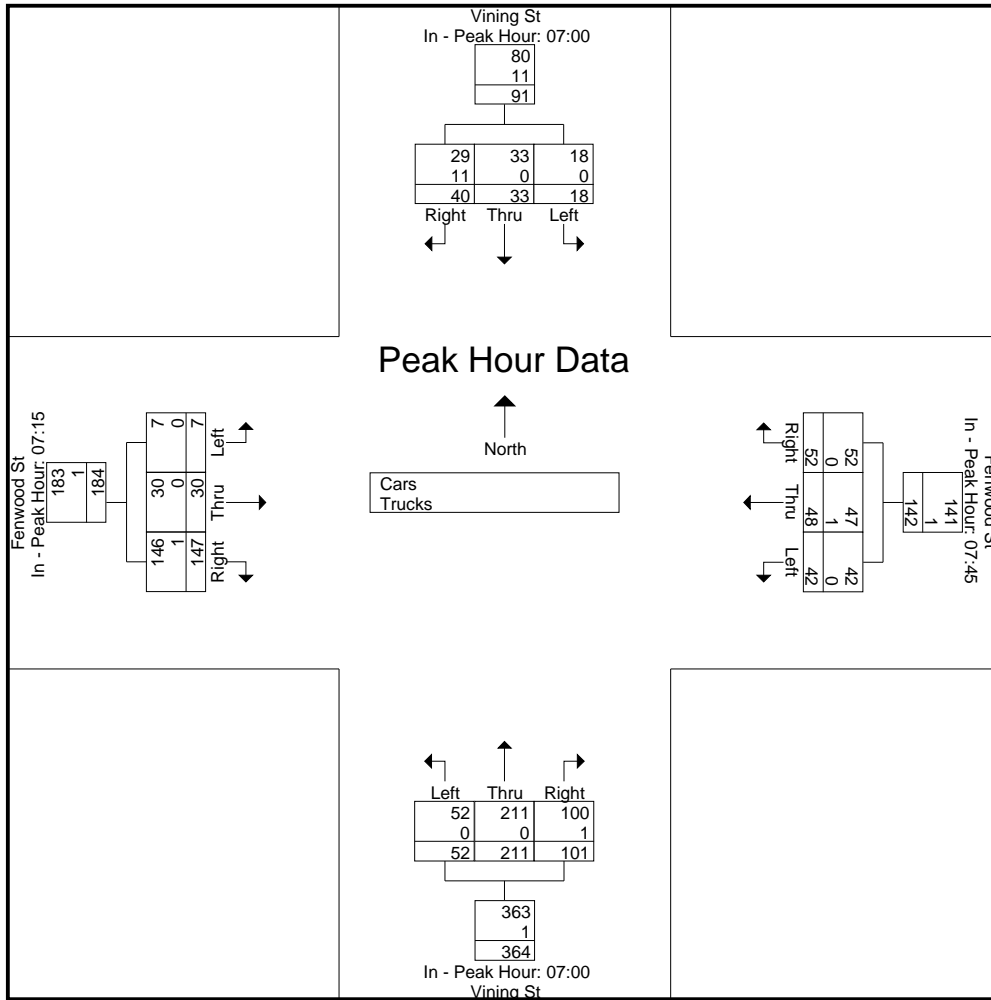 Vining St
In - Peak Hour: 07:00
80
11
91
29 33 18
11 0 0
40 33 18
Right Thru Left
Peak Hour Data
North
Cars
Trucks
Fenwood St
In - Peak Hour: 07:15
183
1
184
7 0 7
Left
30 0 30
Thru
146 1 147
Right
Right
52 0 52
Thru
48 1 47
Left
42 0 42
141
1
142
In - Peak Hour: 07:45
Fenwood St
Left Thru Right
52 211 100
0 0 1
52 211 101
363
1
364
In - Peak Hour: 07:00
Vining St